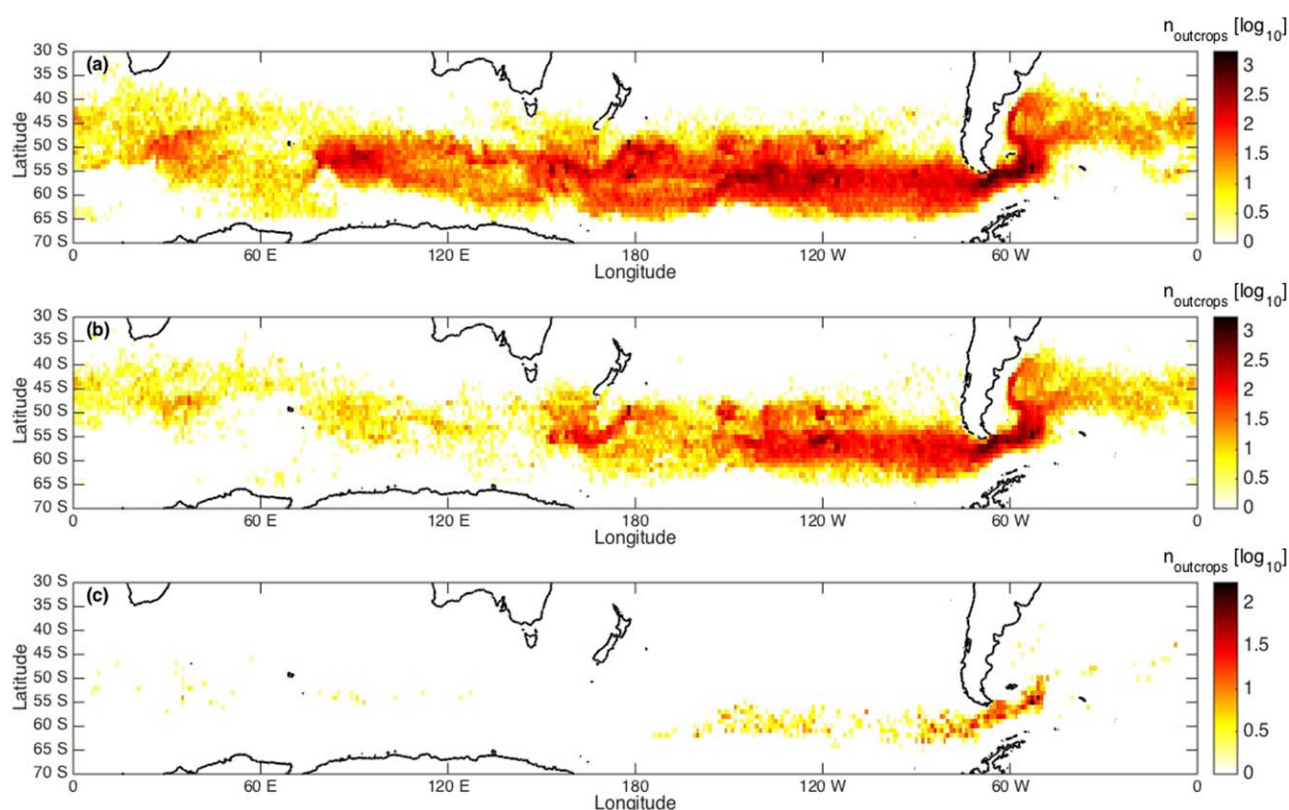 n_outcrops [log_10]
(a)
30 S
35 S
40 S
45 S
50 S
55 S
60 S
65 S
70 S
Latitude
0
60 E
120 E
180
120 W
60 W
0
Longitude
3
2.5
2
1.5
1
0.5
0
n_outcrops [log_10]
(b)
30 S
35 S
40 S
45 S
50 S
55 S
60 S
65 S
70 S
Latitude
0
60 E
120 E
180
120 W
60 W
0
Longitude
3
2.5
2
1.5
1
0.5
0
n_outcrops [log_10]
(c)
30 S
35 S
40 S
45 S
50 S
55 S
60 S
65 S
70 S
Latitude
0
60 E
120 E
180
120 W
60 W
0
Longitude
2
1.5
1
0.5
0